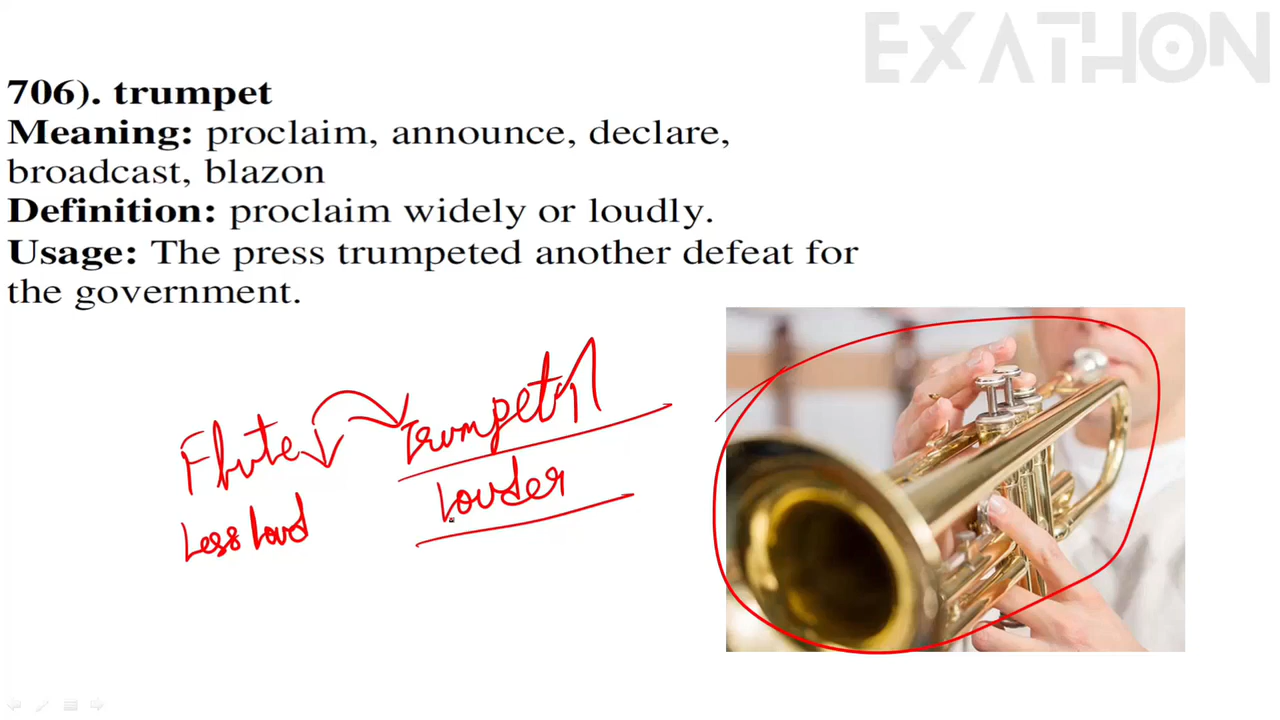 EXATHON
706). trumpet
Meaning: proclaim, announce, declare,
broadcast, blazon
Definition: proclaim widely or loudly.
Usage: The press trumpeted another defeat for
the government.
Flute Trumpet
Less loud Louder